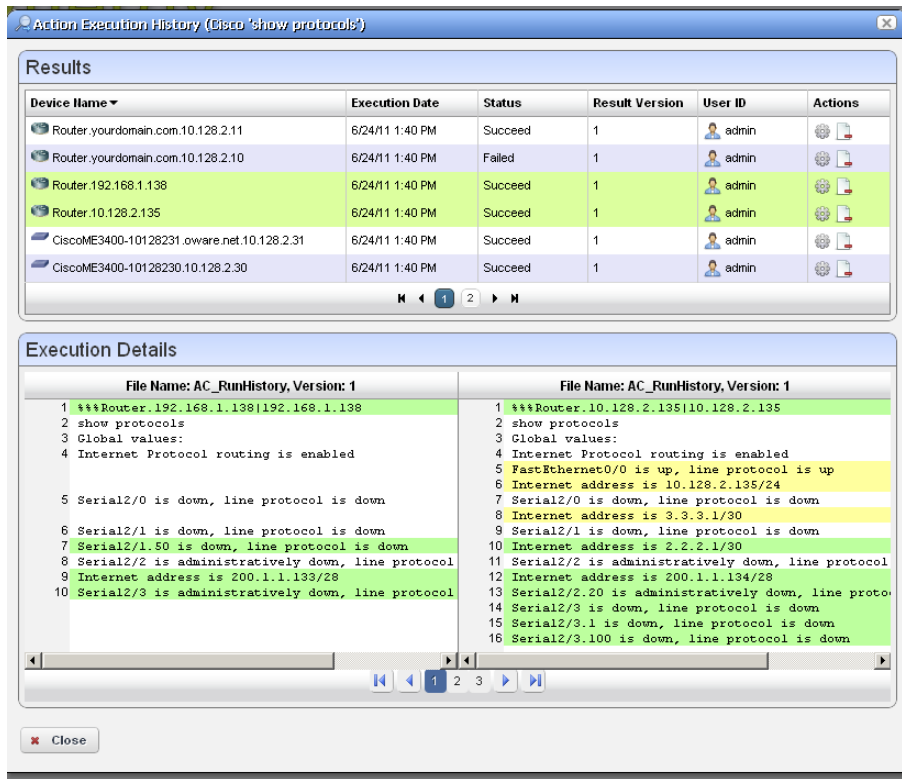 Action Execution History (Cisco 'show protocols')
Results
Device Name Execution Date Status Result Version User ID Actions
Router.yourdomain.com.10.128.2.11 6/24/11 1:40 PM Succeed 1 admin
Router.yourdomain.com.10.128.2.10 6/24/11 1:40 PM Failed 1 admin
Router.192.168.1.138 6/24/11 1:40 PM Succeed 1 admin
Router.10.128.2.135 6/24/11 1:40 PM Succeed 1 admin
CiscoME3400-10128231.oware.net.10.128.2.31 6/24/11 1:40 PM Succeed 1 admin
CiscoME3400-10128230.10.128.2.30 6/24/11 1:40 PM Succeed 1 admin
1 2
Execution Details
File Name: AC_RunHistory, Version: 1
1 %%%Router.192.168.1.138|192.168.1.138
2 show protocols
3 Global values:
4 Internet Protocol routing is enabled
5 Serial2/0 is down, line protocol is down
6 Serial2/1 is down, line protocol is down
7 Serial2/1.50 is down, line protocol is down
8 Serial2/2 is administratively down, line protocol
9 Internet address is 200.1.1.133/28
10 Serial2/3 is administratively down, line protocol
File Name: AC_RunHistory, Version: 1
1 %%%Router.10.128.2.135|10.128.2.135
2 show protocols
3 Global values:
4 Internet Protocol routing is enabled
5 FastEthernet0/0 is up, line protocol is up
6 Internet address is 10.128.2.135/24
7 Serial2/0 is down, line protocol is down
8 Internet address is 3.3.3.1/30
9 Serial2/1 is down, line protocol is down
10 Internet address is 2.2.2.1/30
11 Serial2/2 is administratively down, line protocol
12 Internet address is 200.1.1.134/28
13 Serial2/2.20 is administratively down, line proto
14 Serial2/3 is down, line protocol is down
15 Serial2/3.1 is down, line protocol is down
16 Serial2/3.100 is down, line protocol is down
1 2 3
Close